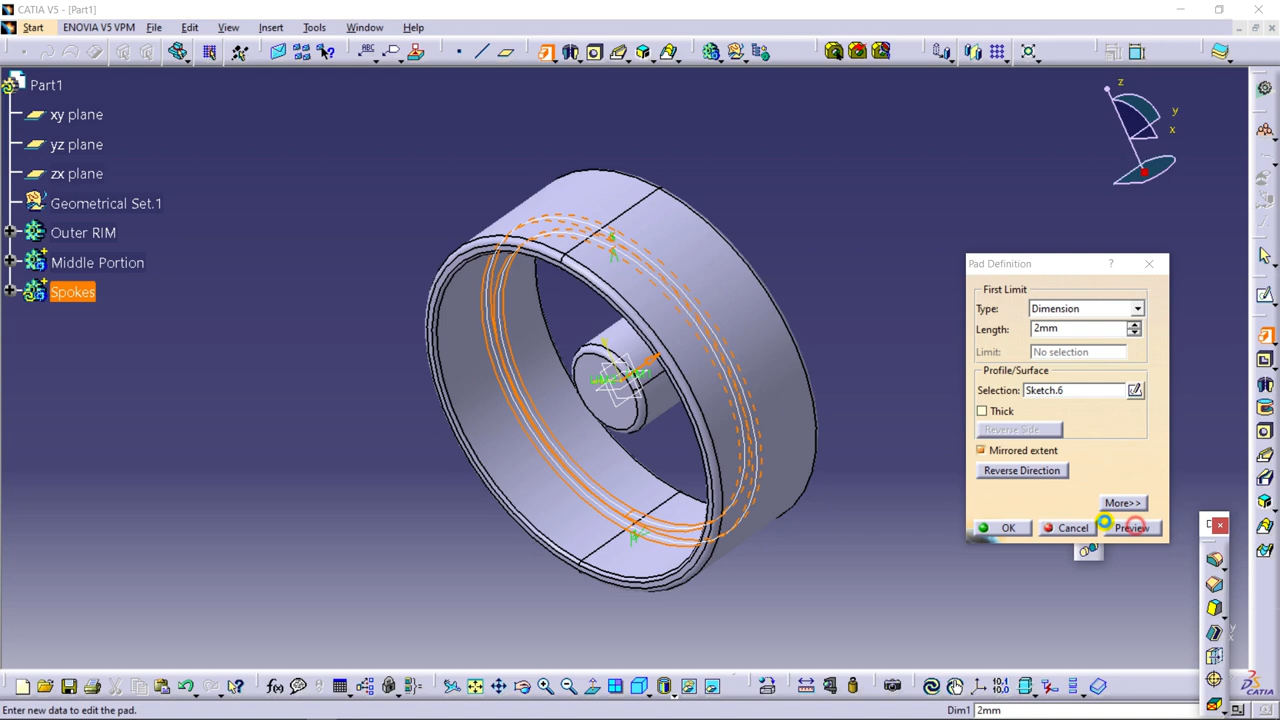 CATIA V5 - [Part1]
Start ENOVIA V5 VPM File Edit View Insert Tools Window Help
Part1
xy plane
yz plane
zx plane
Geometrical Set.1
Outer RIM
Middle Portion
Spokes
z
y
x
Pad Definition ? 
First Limit
Type: Dimension
Length: 2mm
Limit: No selection
Profile/Surface
Selection: Sketch.6
Thick
Reverse Side
Mirrored extent
Reverse Direction
More>>
OK Cancel Preview
Enter new data to edit the pad.
Dim1 2mm